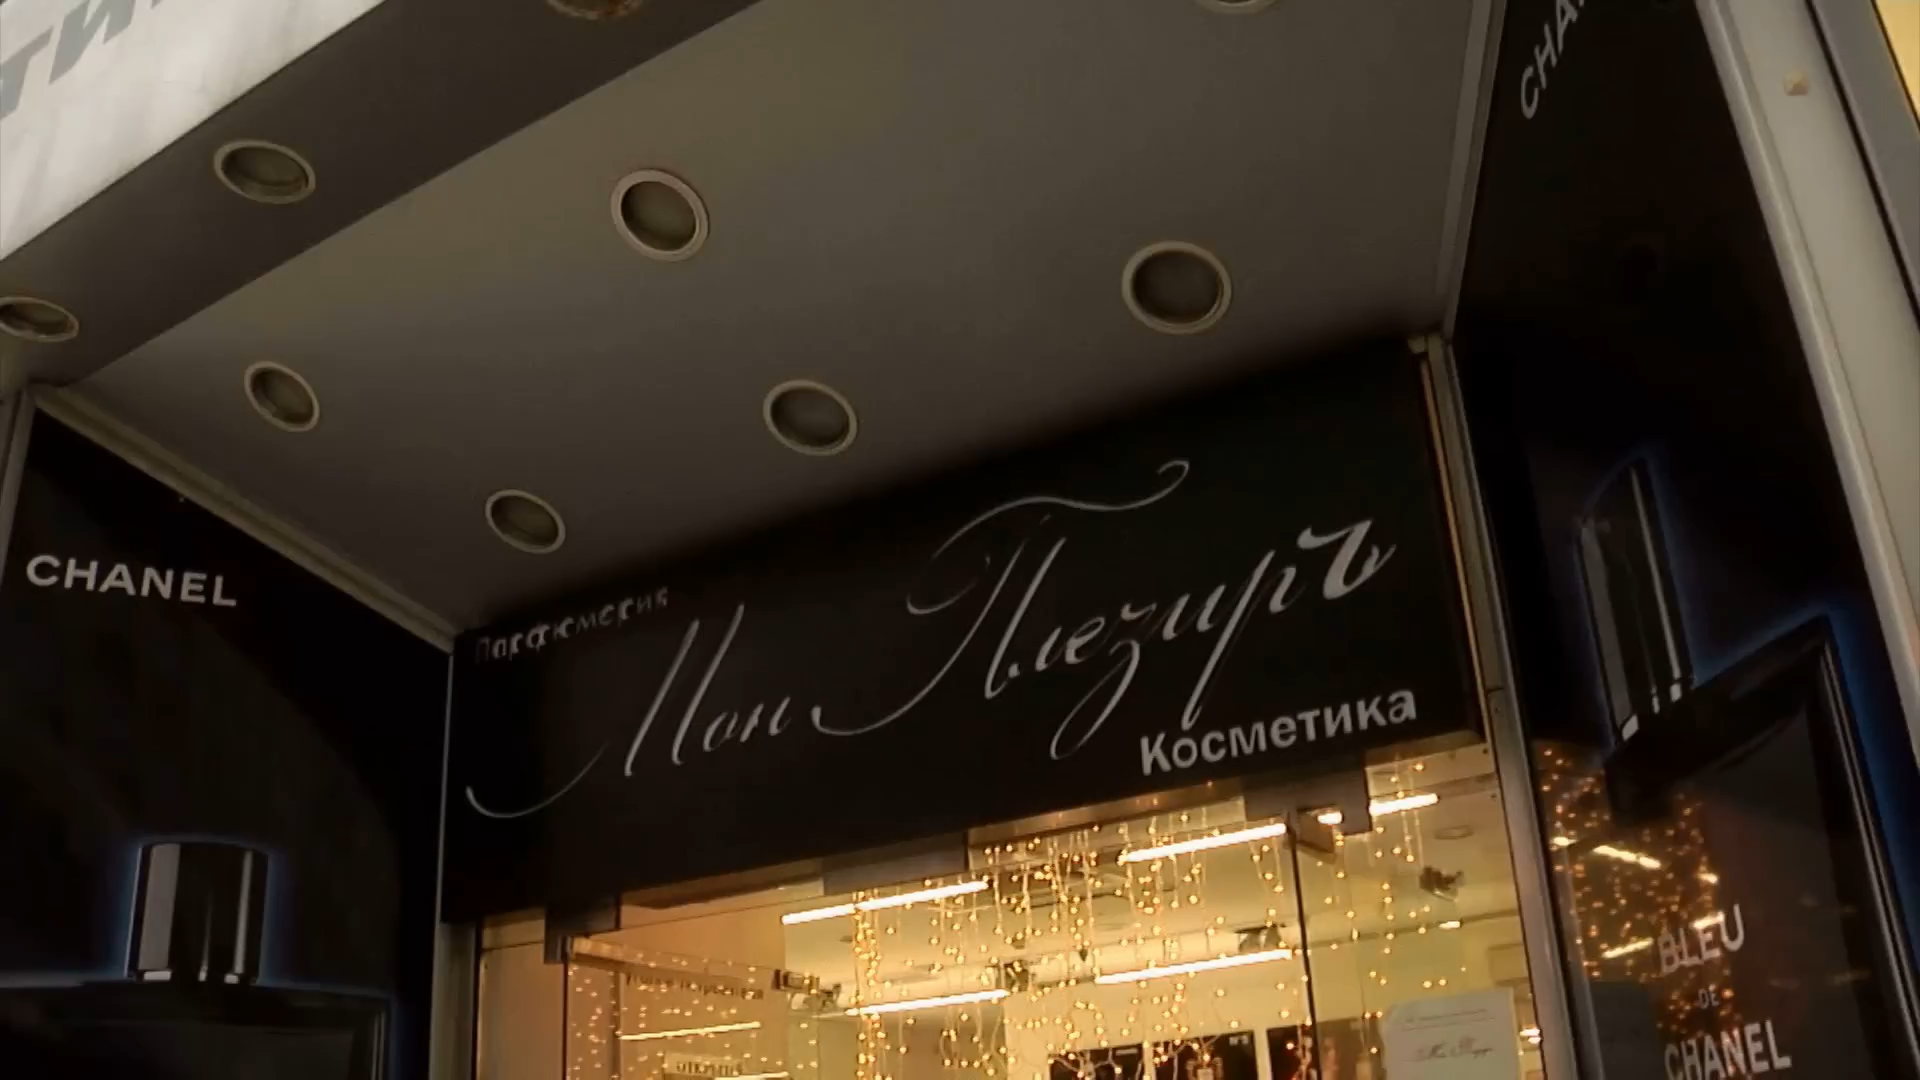 CHANEL
Парфюмерия
Мон Плезиръ
Косметика
BLEU
DE
CHANEL